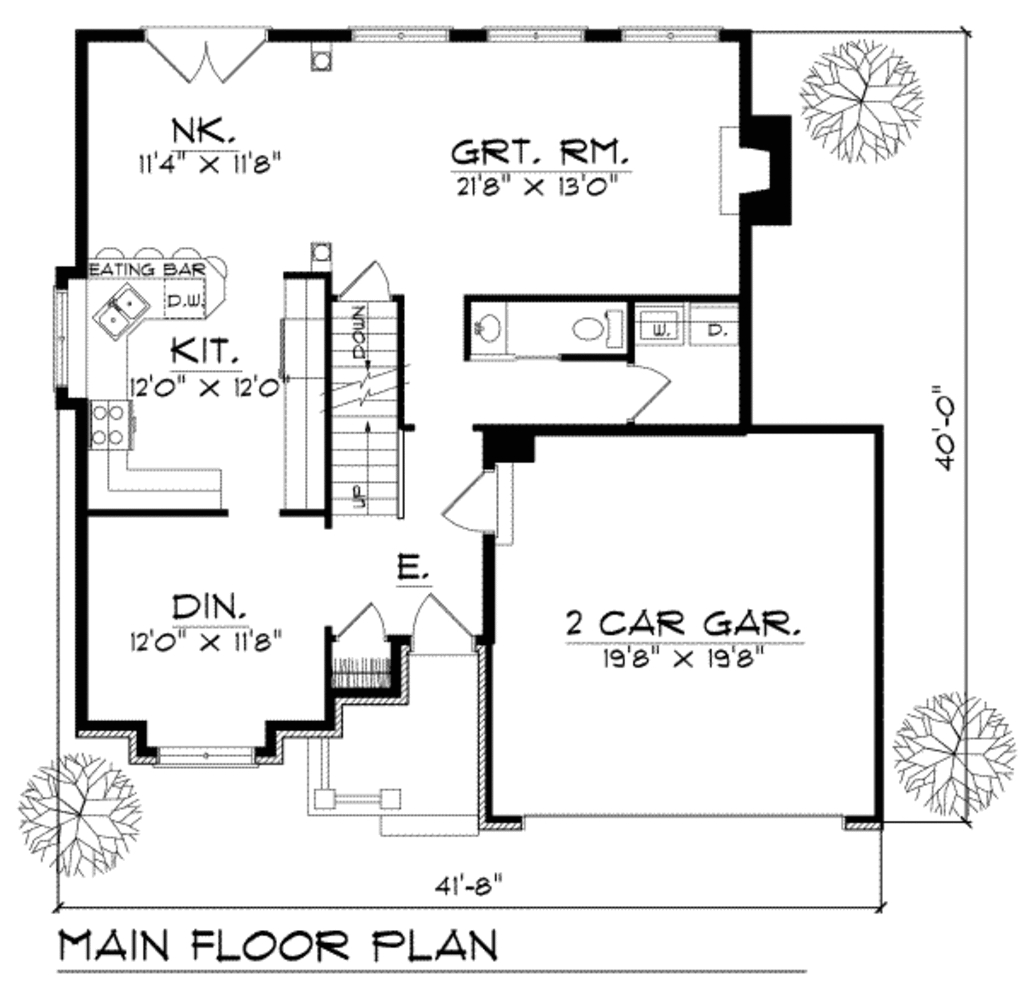 NK.
11'4" X 11'8"
GRT. RM.
21'8" X 13'0"
EATING BAR
D.W.
DOWN
W.
D.
KIT.
12'0" X 12'0"
40'-0"
UP
E.
DIN.
12'0" X 11'8"
2 CAR GAR.
19'8" X 19'8"
41'-8"
MAIN FLOOR PLAN